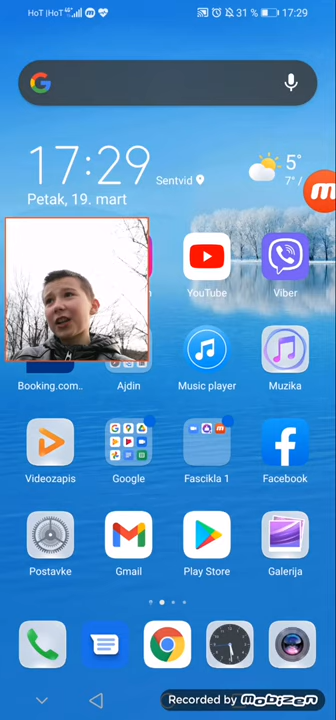 HoT |HoT 4G+ 31 % 17:29
17:29
Sentvid
5°
7° /
Petak, 19. mart
YouTube
Viber
Booking.com..
Ajdin
Music player
Muzika
Videozapis
Google
Fascikla 1
Facebook
Postavke
Gmail
Play Store
Galerija
Recorded by MOBIZEN